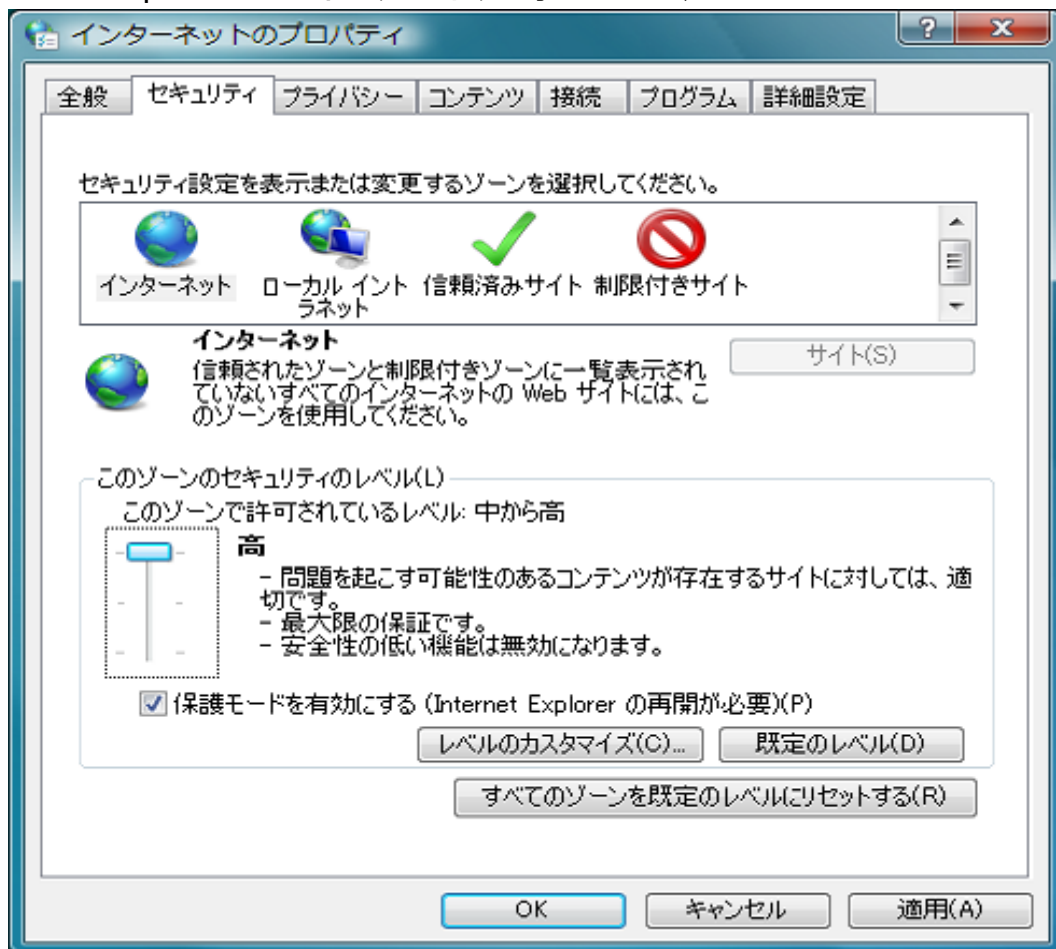 インターネットのプロパティ
?
x
全般
セキュリティ
プライバシー
コンテンツ
接続
プログラム
詳細設定
セキュリティ設定を表示または変更するゾーンを選択してください。
インターネット
ローカル イント
ラネット
信頼済みサイト
制限付きサイト
インターネット
信頼されたゾーンと制限付きゾーンに一覧表示され
ていないすべてのインターネットの Web サイトには、こ
のゾーンを使用してください。
サイト(S)
このゾーンのセキュリティのレベル(L)
このゾーンで許可されているレベル: 中から高
高
- 問題を起こす可能性のあるコンテンツが存在するサイトに対しては、適
切です。
- 最大限の保証です。
- 安全性の低い機能は無効になります。
保護モードを有効にする (Internet Explorer の再開が必要)(P)
レベルのカスタマイズ(C)...
既定のレベル(D)
すべてのゾーンを既定のレベルにリセットする(R)
OK
キャンセル
適用(A)